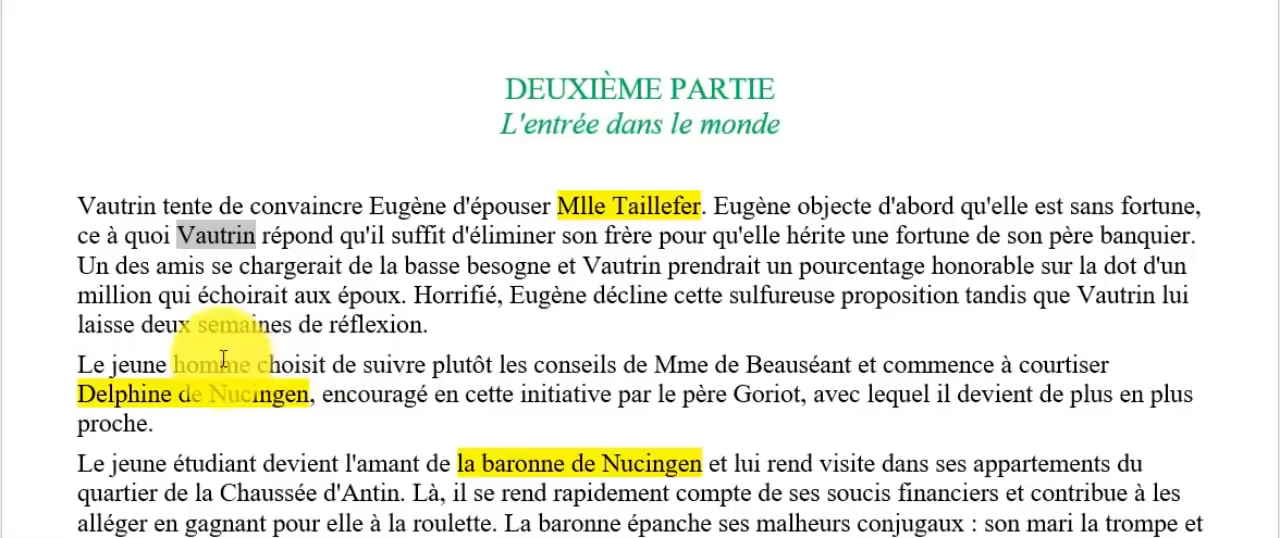 DEUXIÈME PARTIE
L'entrée dans le monde
Vautrin tente de convaincre Eugène d'épouser Mlle Taillefer. Eugène objecte d'abord qu'elle est sans fortune,
ce à quoi Vautrin répond qu'il suffit d'éliminer son frère pour qu'elle hérite une fortune de son père banquier.
Un des amis se chargerait de la basse besogne et Vautrin prendrait un pourcentage honorable sur la dot d'un
million qui échoirait aux époux. Horrifié, Eugène décline cette sulfureuse proposition tandis que Vautrin lui
laisse deux semaines de réflexion.
Le jeune homme choisit de suivre plutôt les conseils de Mme de Beauséant et commence à courtiser
Delphine de Nucingen, encouragé en cette initiative par le père Goriot, avec lequel il devient de plus en plus
proche.
Le jeune étudiant devient l'amant de la baronne de Nucingen et lui rend visite dans ses appartements du
quartier de la Chaussée d'Antin. Là, il se rend rapidement compte de ses soucis financiers et contribue à les
alléger en gagnant pour elle à la roulette. La baronne épanche ses malheurs conjugaux : son mari la trompe et